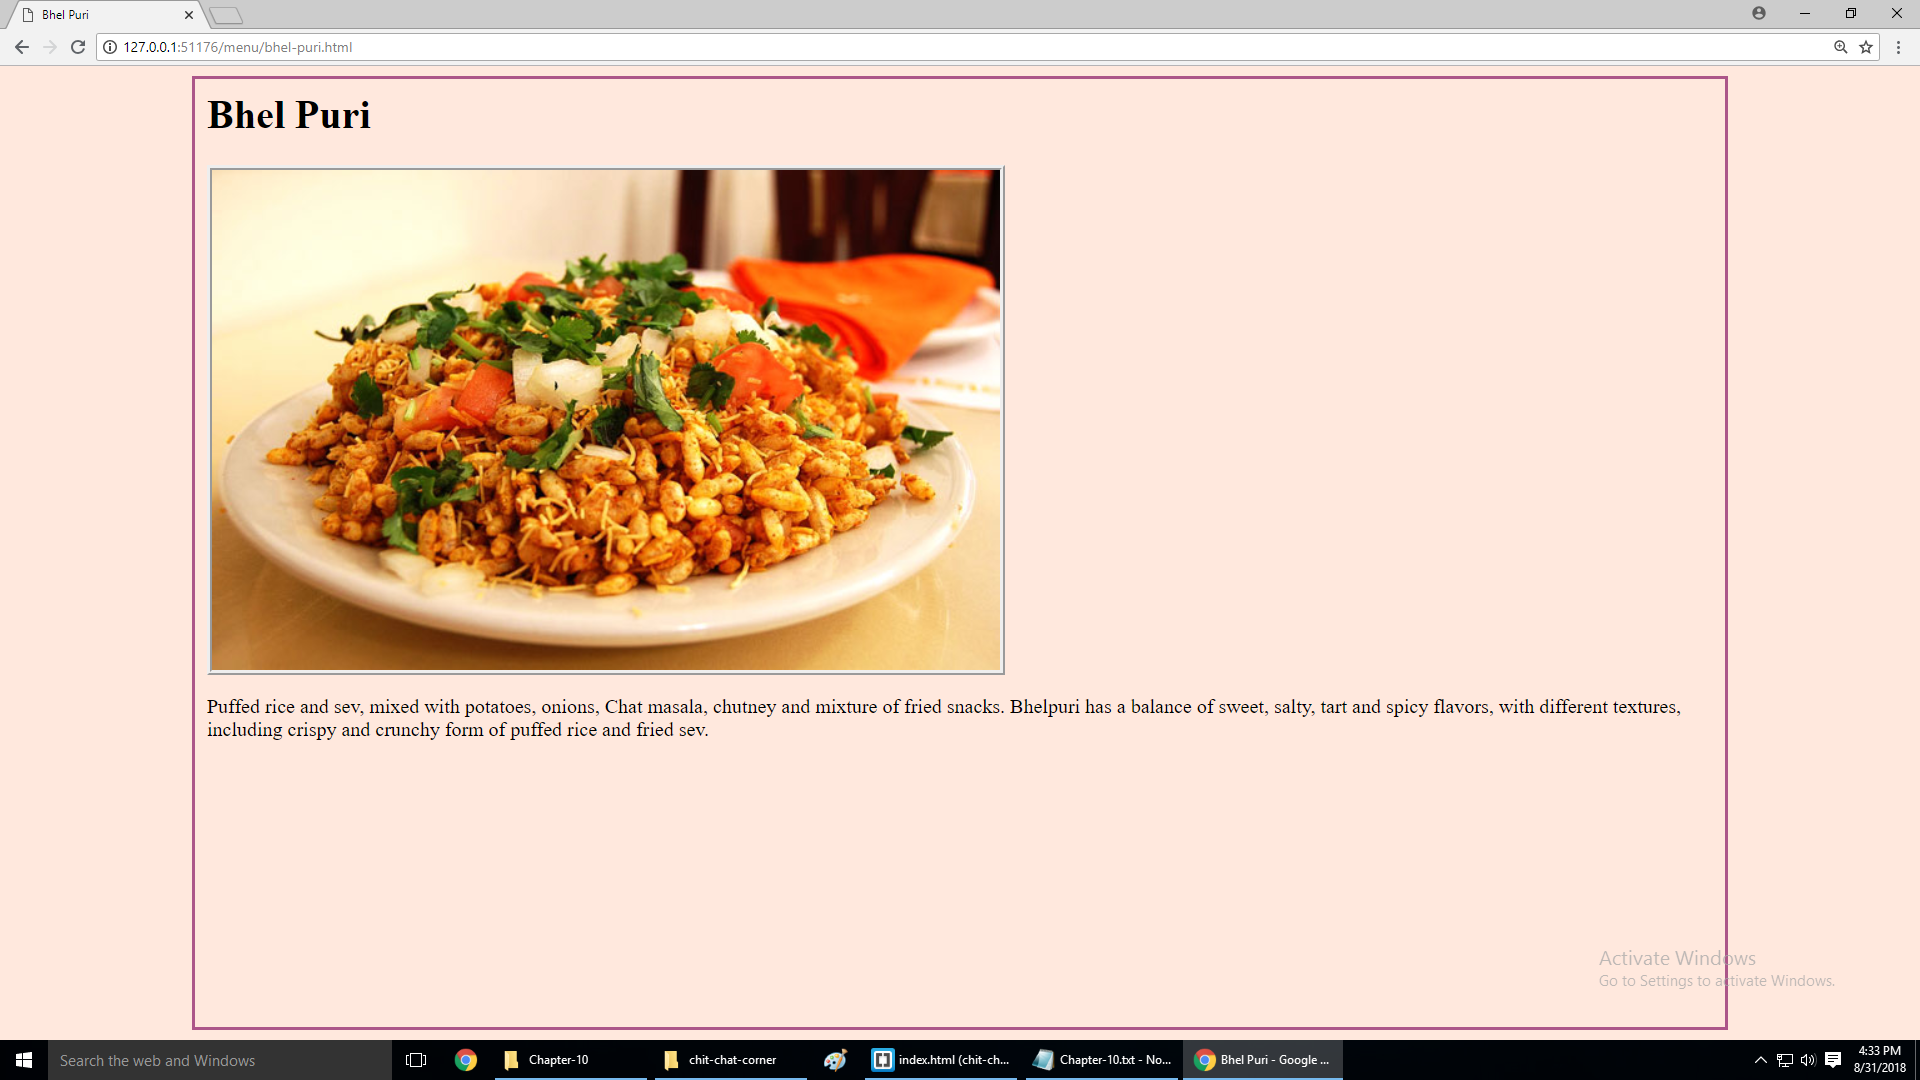 Bhel Puri
127.0.0.1:51176/menu/bhel-puri.html
Bhel Puri
Puffed rice and sev, mixed with potatoes, onions, Chat masala, chutney and mixture of fried snacks. Bhelpuri has a balance of sweet, salty, tart and spicy flavors, with different textures,
including crispy and crunchy form of puffed rice and fried sev.
Activate Windows
Go to Settings to activate Windows.
Search the web and Windows
Chapter-10
chit-chat-corner
index.html (chit-ch...
Chapter-10.txt - No...
Bhel Puri - Google ...
4:33 PM
8/31/2018